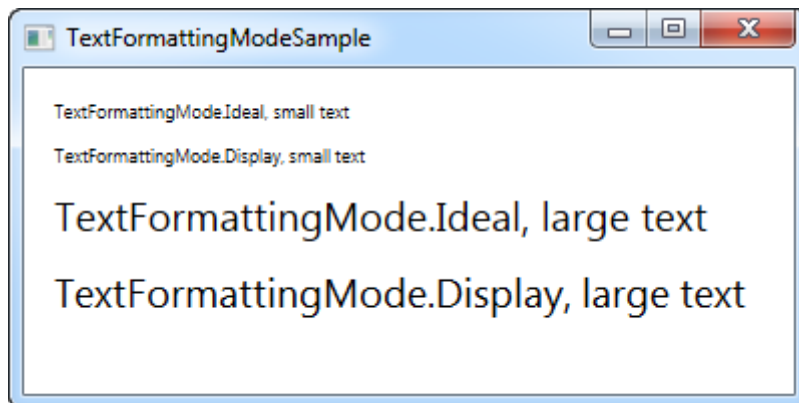 TextFormattingModeSample
TextFormattingMode.Ideal, small text
TextFormattingMode.Display, small text
TextFormattingMode.Ideal, large text
TextFormattingMode.Display, large text